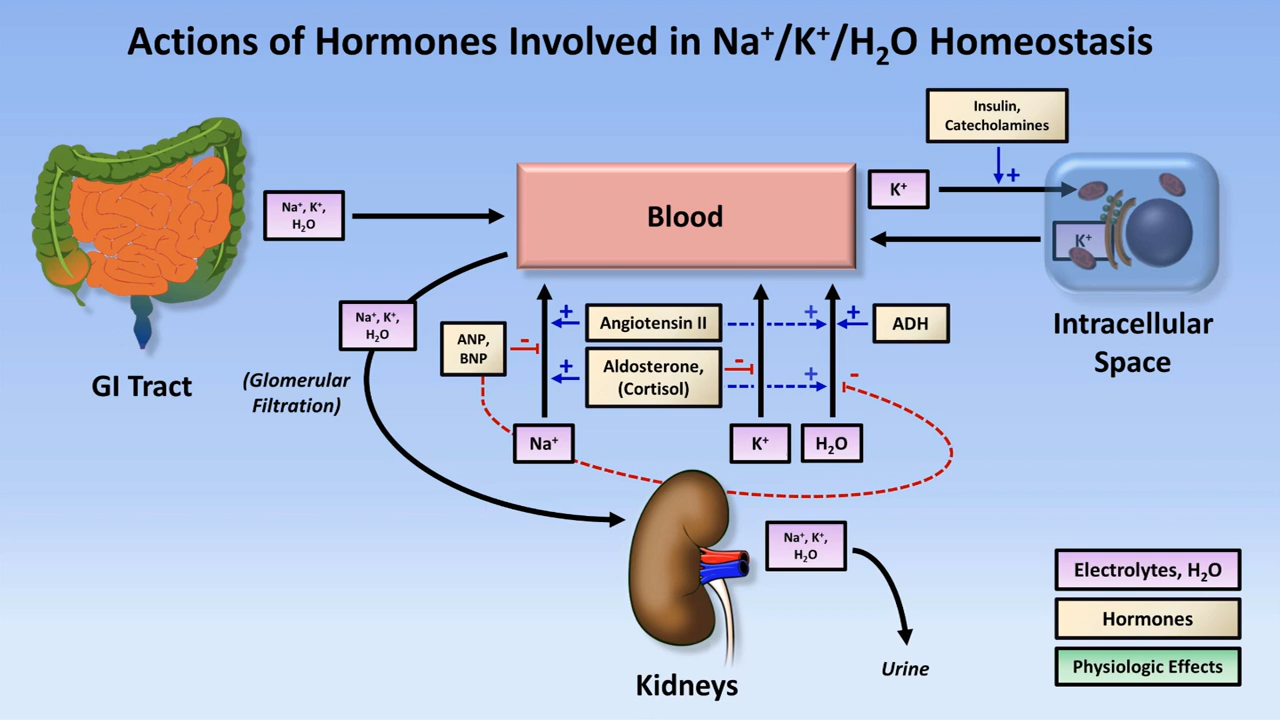 Actions of Hormones Involved in Na⁺/K⁺/H₂O Homeostasis
Insulin,
Catecholamines
+
Na⁺, K⁺,
H₂O
Blood
K⁺
K⁺
Na⁺, K⁺,
H₂O
ANP,
BNP
-
+
Angiotensin II
+
+
ADH
+
Aldosterone,
(Cortisol)
-
+
-
Intracellular
Space
GI Tract
(Glomerular
Filtration)
Na⁺
K⁺
H₂O
Na⁺, K⁺,
H₂O
Urine
Kidneys
Electrolytes, H₂O
Hormones
Physiologic Effects